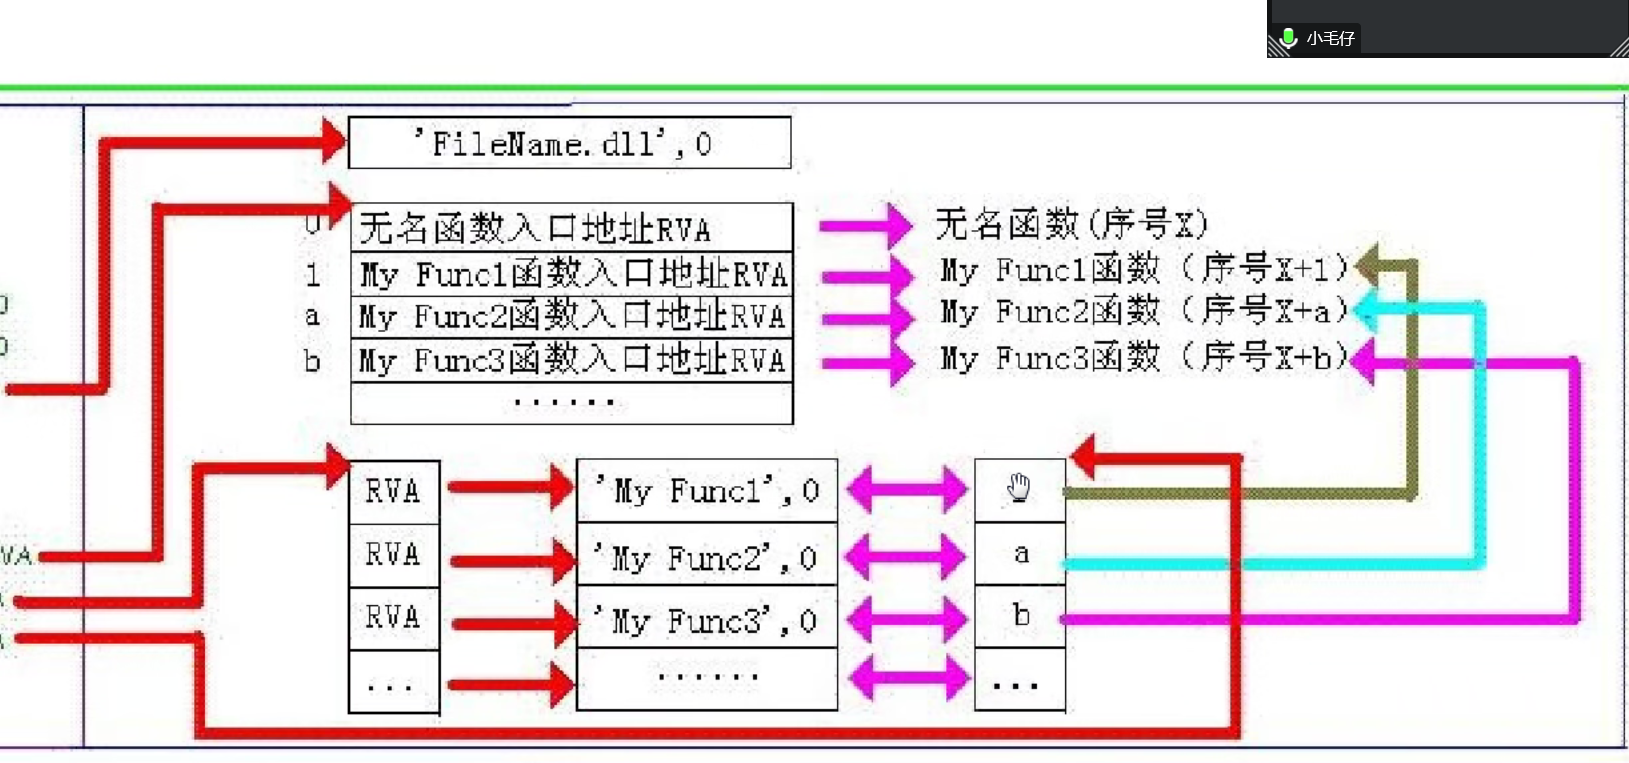 小毛仔
'FileName.dll',0
无名函数入口地址RVA
无名函数(序号X)
1
My Func1函数入口地址RVA
My Func1函数（序号X+1）
a
My Func2函数入口地址RVA
My Func2函数（序号X+a）
b
My Func3函数入口地址RVA
My Func3函数（序号X+b）
......
RVA
'My Func1',0
RVA
'My Func2',0
a
VA
RVA
'My Func3',0
b
...
......
...